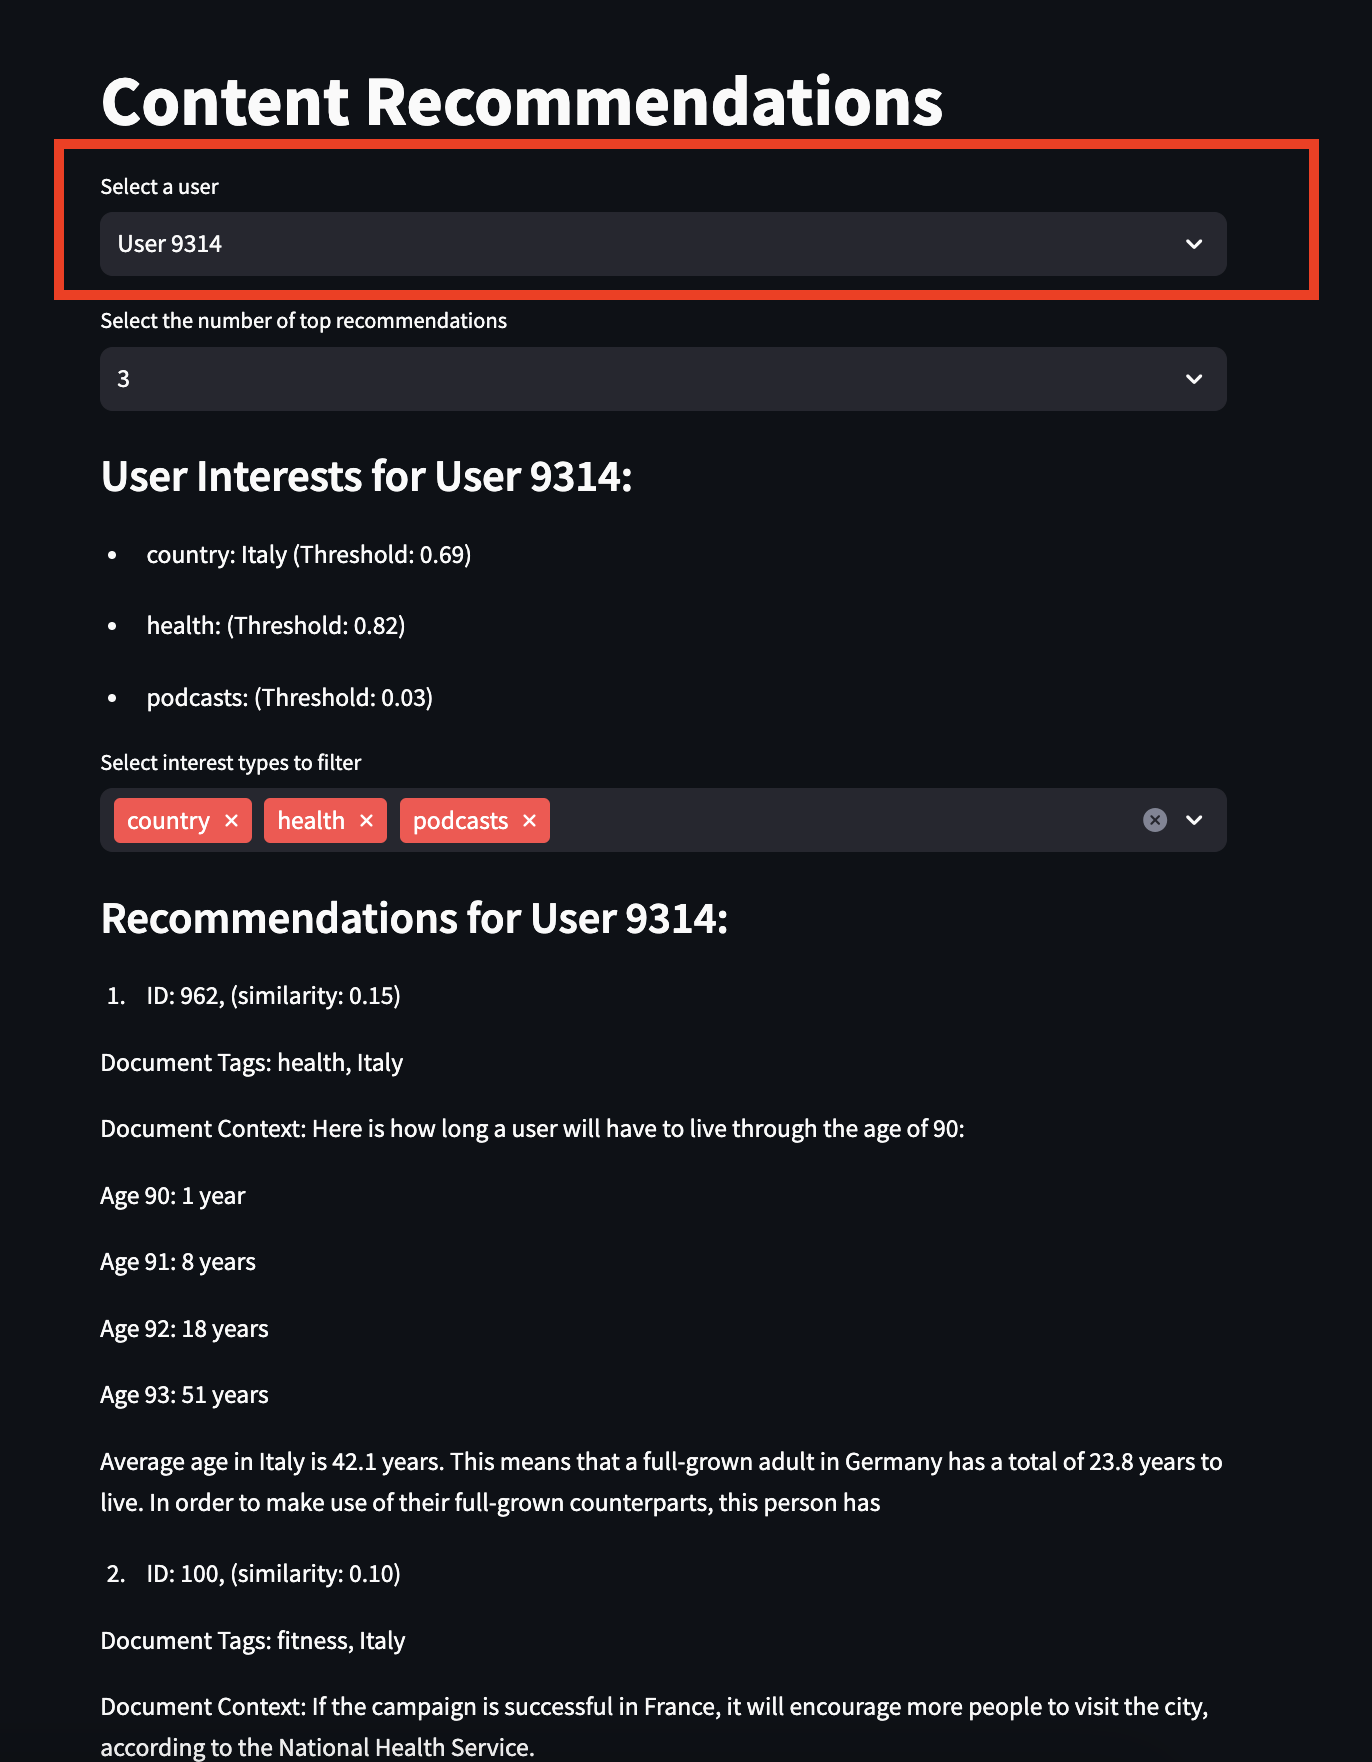 Content Recommendations
Select a user
User 9314
Select the number of top recommendations
3
User Interests for User 9314:
• country: Italy (Threshold: 0.69)
• health: (Threshold: 0.82)
• podcasts: (Threshold: 0.03)
Select interest types to filter
country × health × podcasts ×
Recommendations for User 9314:
1. ID: 962, (similarity: 0.15)
Document Tags: health, Italy
Document Context: Here is how long a user will have to live through the age of 90:
Age 90: 1 year
Age 91: 8 years
Age 92: 18 years
Age 93: 51 years
Average age in Italy is 42.1 years. This means that a full-grown adult in Germany has a total of 23.8 years to
live. In order to make use of their full-grown counterparts, this person has
2. ID: 100, (similarity: 0.10)
Document Tags: fitness, Italy
Document Context: If the campaign is successful in France, it will encourage more people to visit the city,
according to the National Health Service.